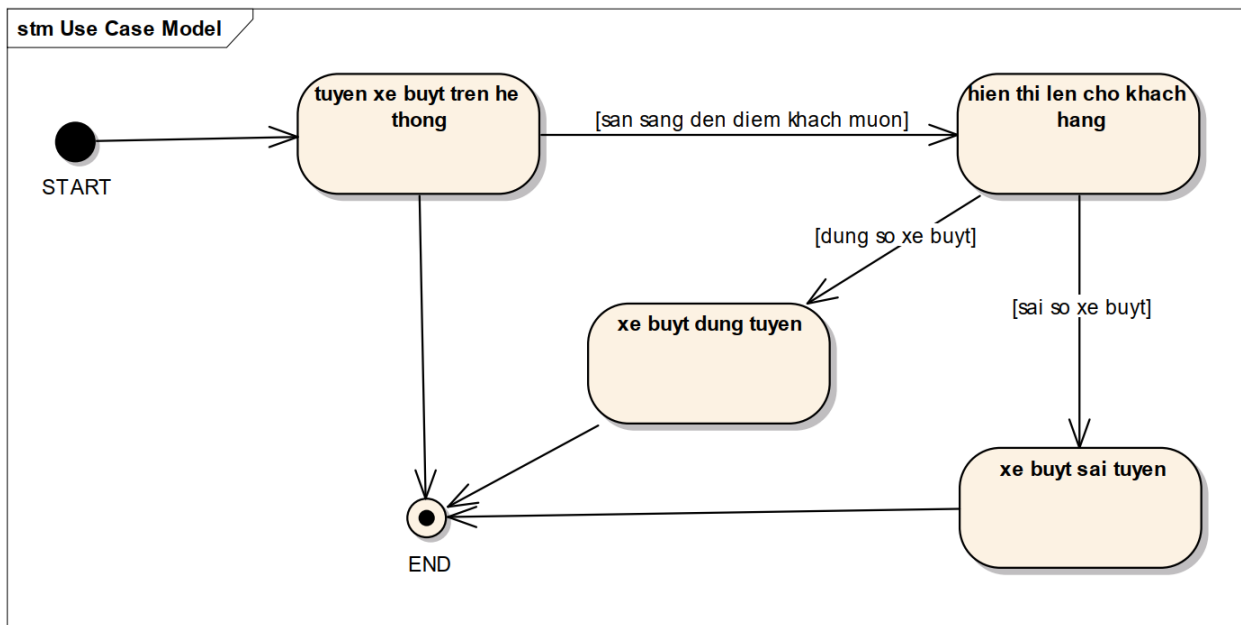 stm Use Case Model
tuyen xe buyt tren he
thong
hien thi len cho khach
hang
[san sang den diem khach muon]
START
[dung so xe buyt]
[sai so xe buyt]
xe buyt dung tuyen
xe buyt sai tuyen
END